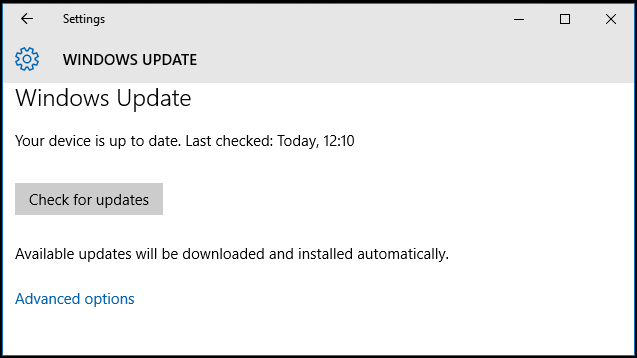 Settings
WINDOWS UPDATE
Windows Update
Your device is up to date. Last checked: Today, 12:10
Check for updates
Available updates will be downloaded and installed automatically.
Advanced options